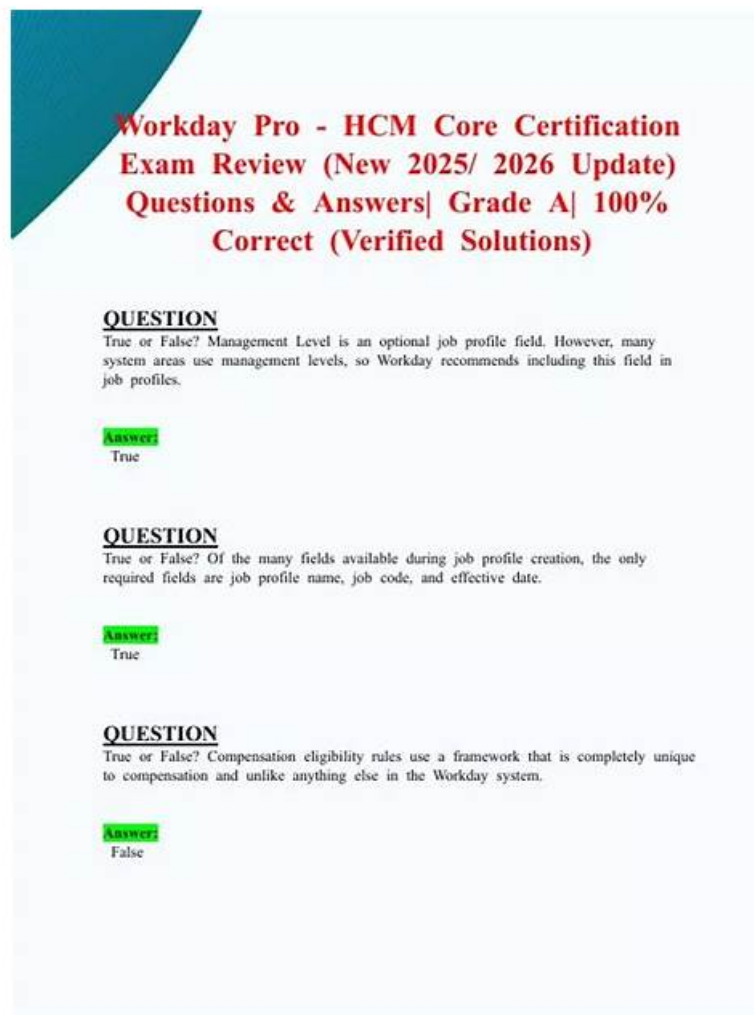 Workday Pro - HCM Core Certification
Exam Review (New 2025/ 2026 Update)
Questions & Answers| Grade A| 100%
Correct (Verified Solutions)
QUESTION
True or False? Management Level is an optional job profile field. However, many
system areas use management levels, so Workday recommends including this field in
job profiles.
Answer:
True
QUESTION
True or False? Of the many fields available during job profile creation, the only
required fields are job profile name, job code, and effective date.
Answer:
True
QUESTION
True or False? Compensation eligibility rules use a framework that is completely unique
to compensation and unlike anything else in the Workday system.
Answer:
False